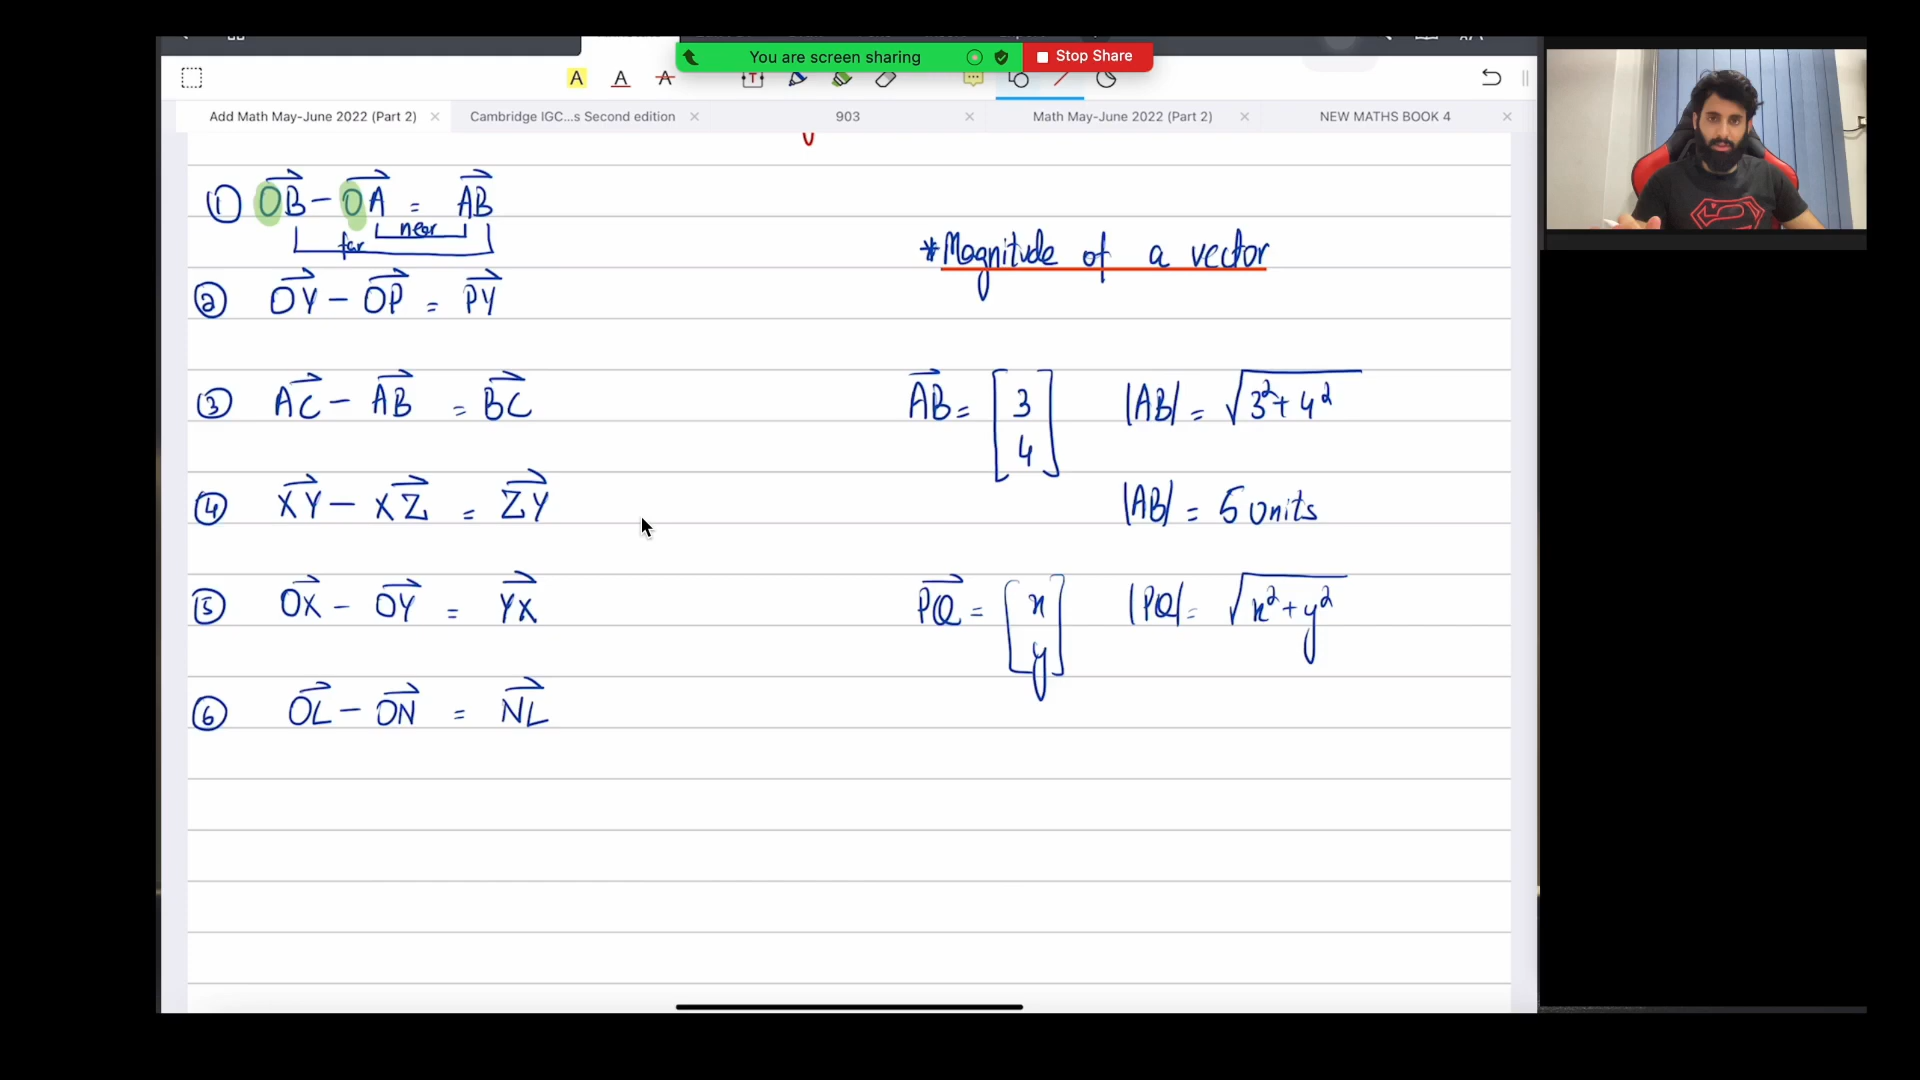 You are screen sharing
Stop Share
Add Math May-June 2022 (Part 2)
Cambridge IGC...s Second edition
903
Math May-June 2022 (Part 2)
NEW MATHS BOOK 4
① OB⃗ − OA⃗ = AB⃗
near
far
② OY⃗ − OP⃗ = PY⃗
③ AC⃗ − AB⃗ = BC⃗
④ XY⃗ − XZ⃗ = ZY⃗
⑤ OX⃗ − OY⃗ = YX⃗
⑥ OL⃗ − ON⃗ = NL⃗
*Magnitude of a vector
AB⃗ = [3 4] |AB| = √(3²+4²)
|AB| = 5 units
PQ⃗ = [x y] |PQ| = √(x²+y²)